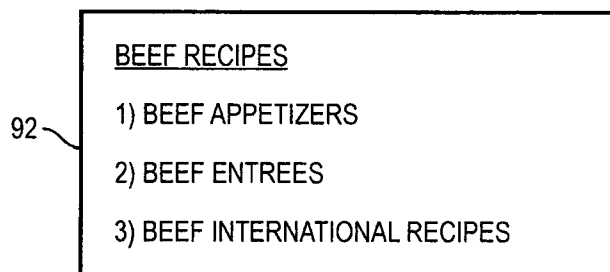 BEEF RECIPES
92
1) BEEF APPETIZERS
2) BEEF ENTREES
3) BEEF INTERNATIONAL RECIPES